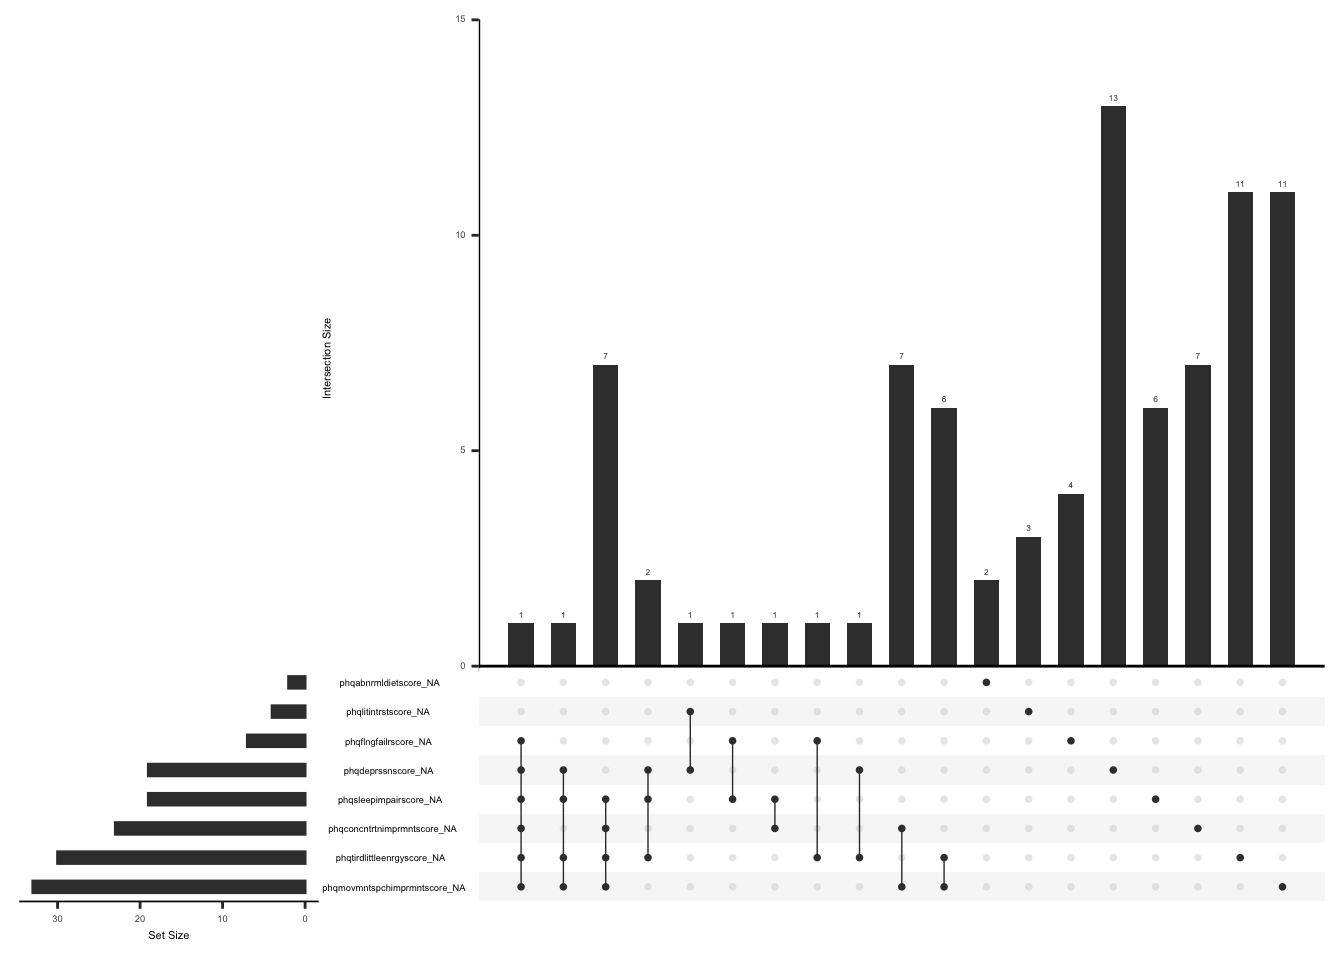 15
13
11
11
10
7
7
7
6
6
5
4
3
2
2
1
1
1
1
1
1
1
0
Intersection Size
phqabnrmldietscore_NA
phqlitintrstscore_NA
phqflngfailrscore_NA
phqdeprssnscore_NA
phqsleepimpairscore_NA
phqconcntrtnimprmntscore_NA
phqtirdlittleenrgyscore_NA
phqmovmntspchimprmntscore_NA
30 20 10 0
Set Size